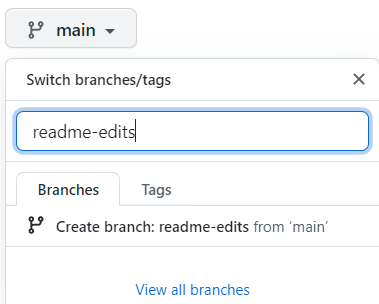 main
Switch branches/tags
readme-edits
Branches Tags
Create branch: readme-edits from ‘main’
View all branches